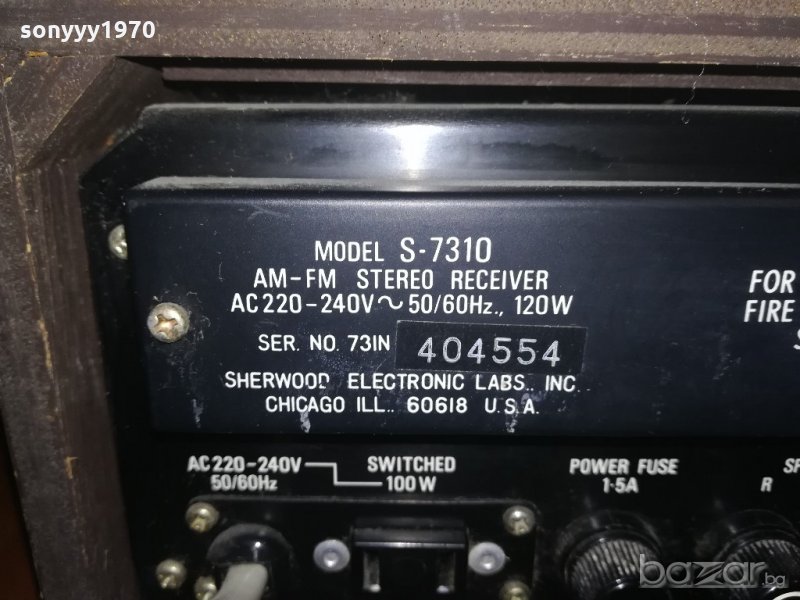 sonyyy1970
MODEL S-7310
AM-FM STEREO RECEIVER
AC 220-240V ~ 50/60Hz., 120W
SER. NO. 73IN 404554
SHERWOOD ELECTRONIC LABS., INC.
CHICAGO ILL., 60618 U.S.A.
FOR
FIRE
AC 220-240V
50/60Hz
SWITCHED
100W
POWER FUSE
1·5A
SP
R
bazar.bg